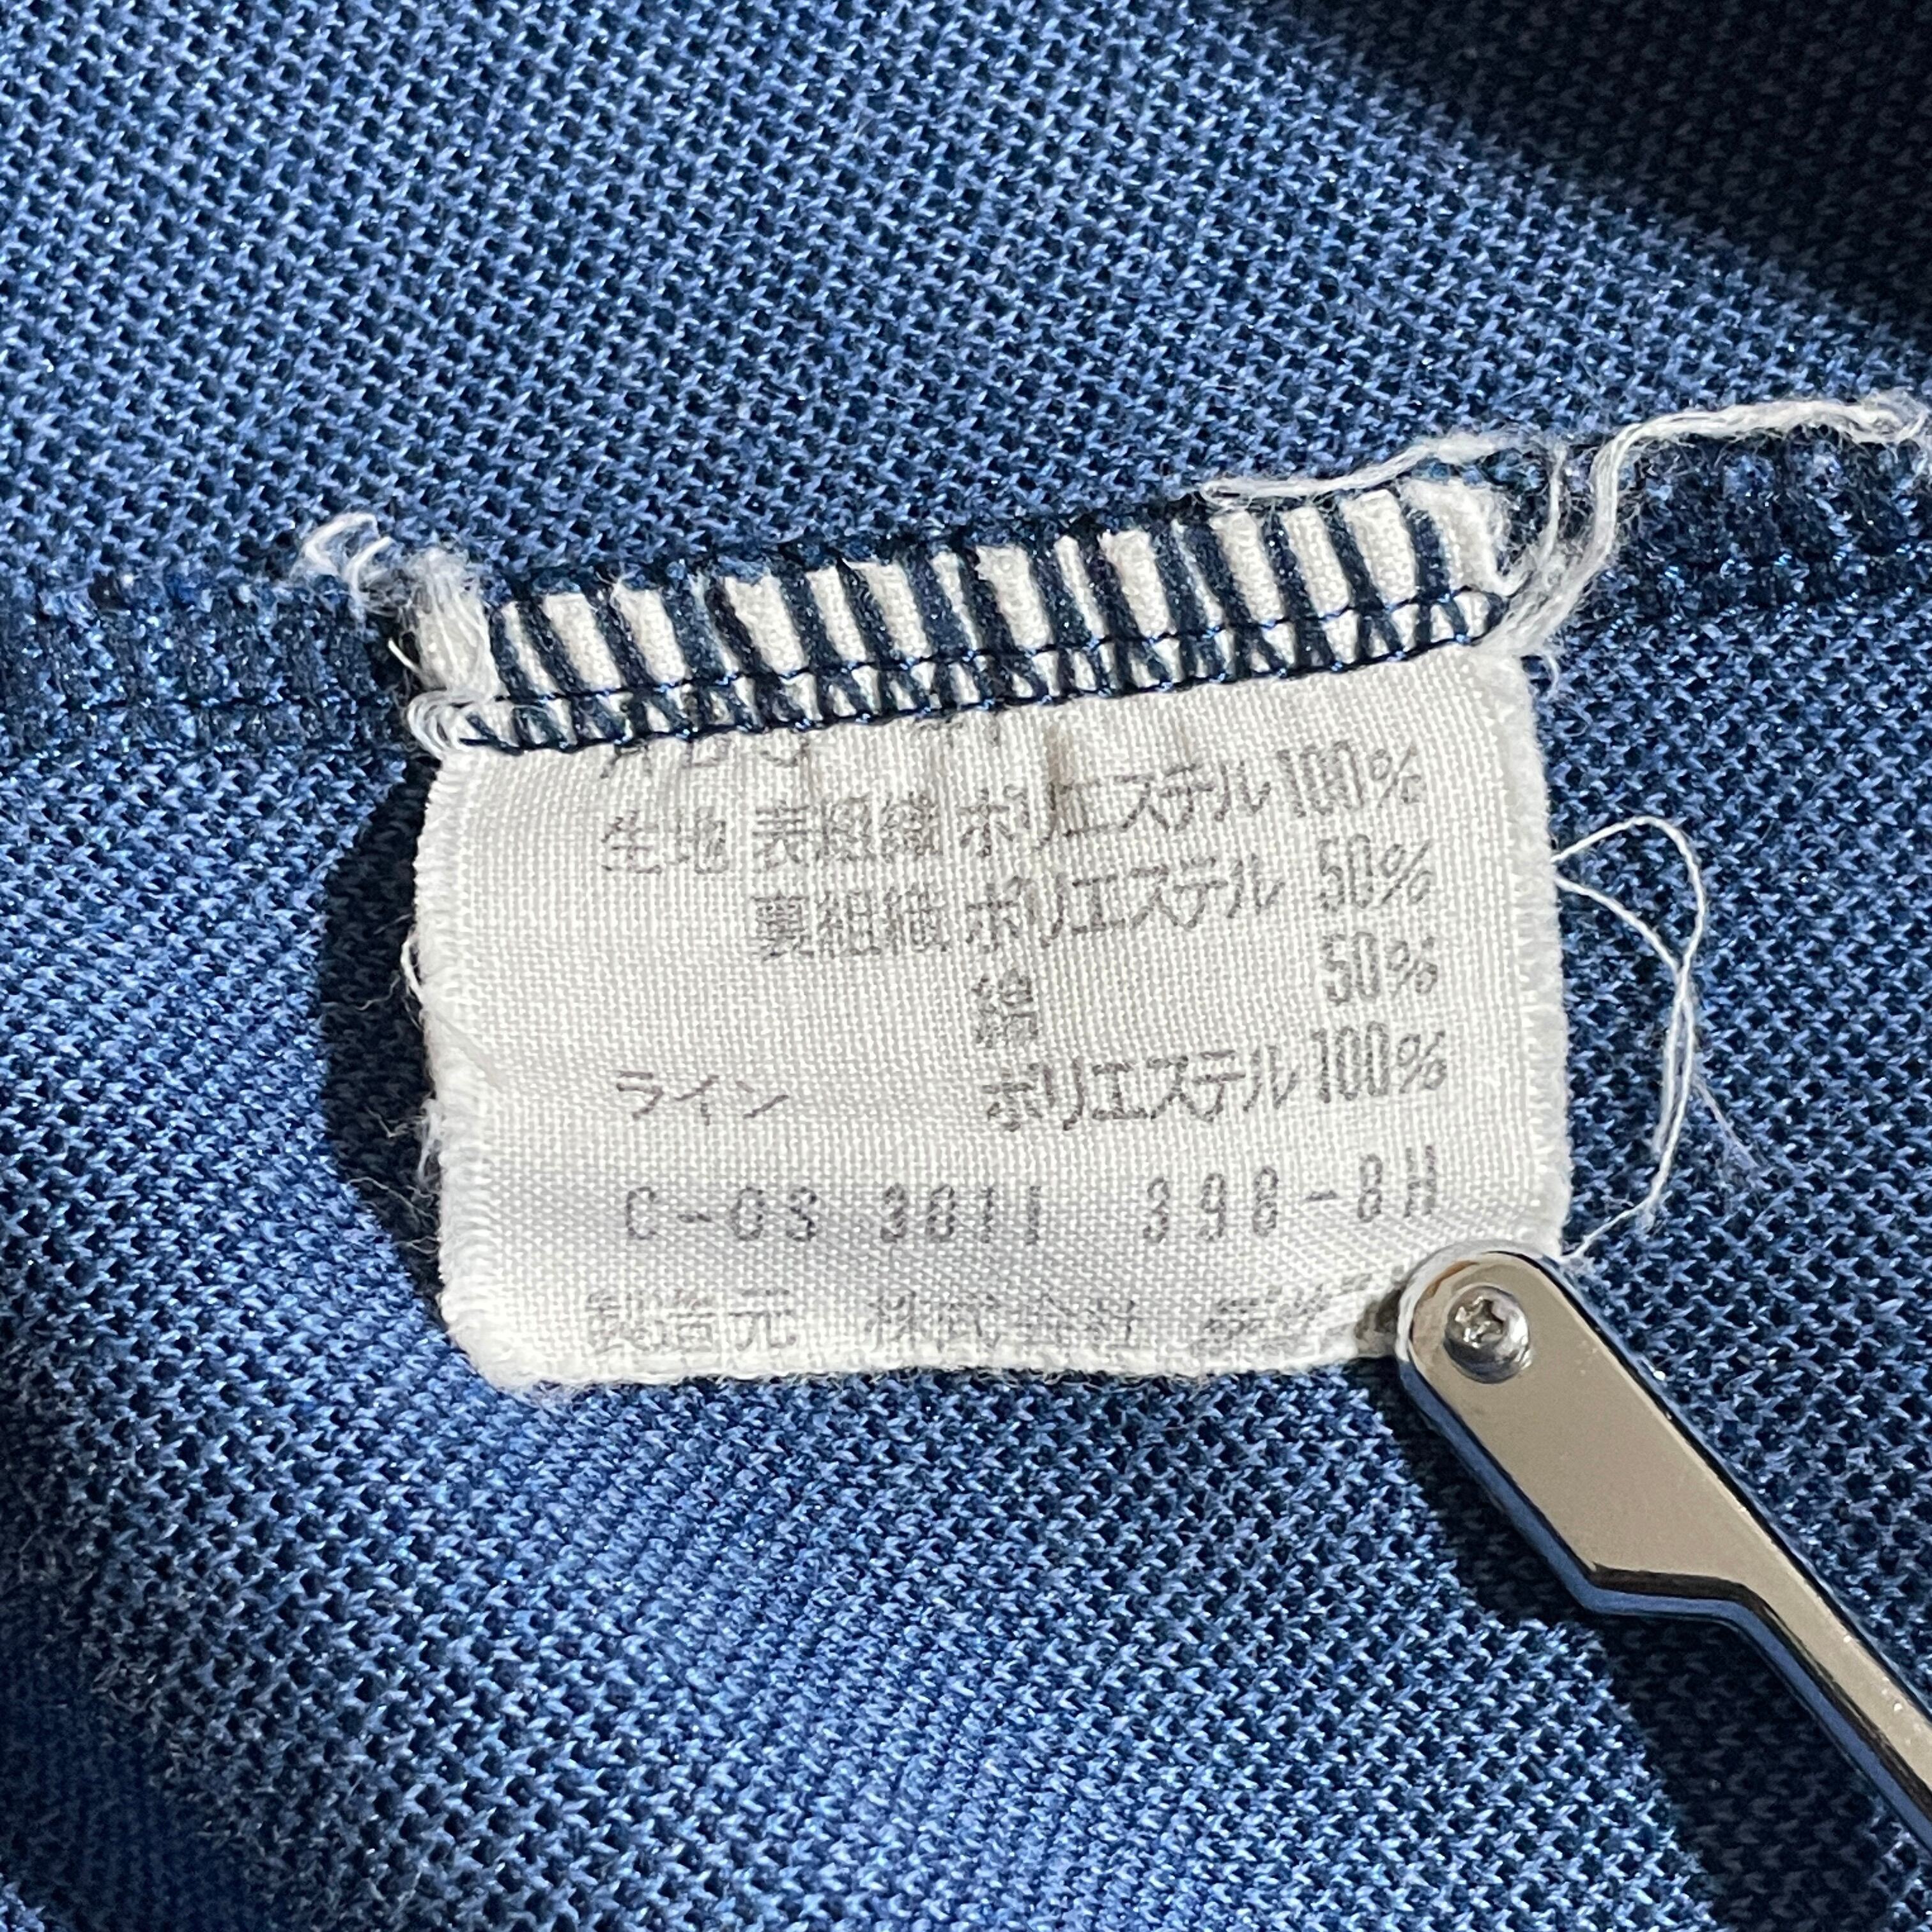 生地 表組織 ポリエステル 100%
裏組織 ポリエステル 50%
綿 50%
ライン ポリエステル 100%
C-OS 3011 398-8H
製造元 株式会社